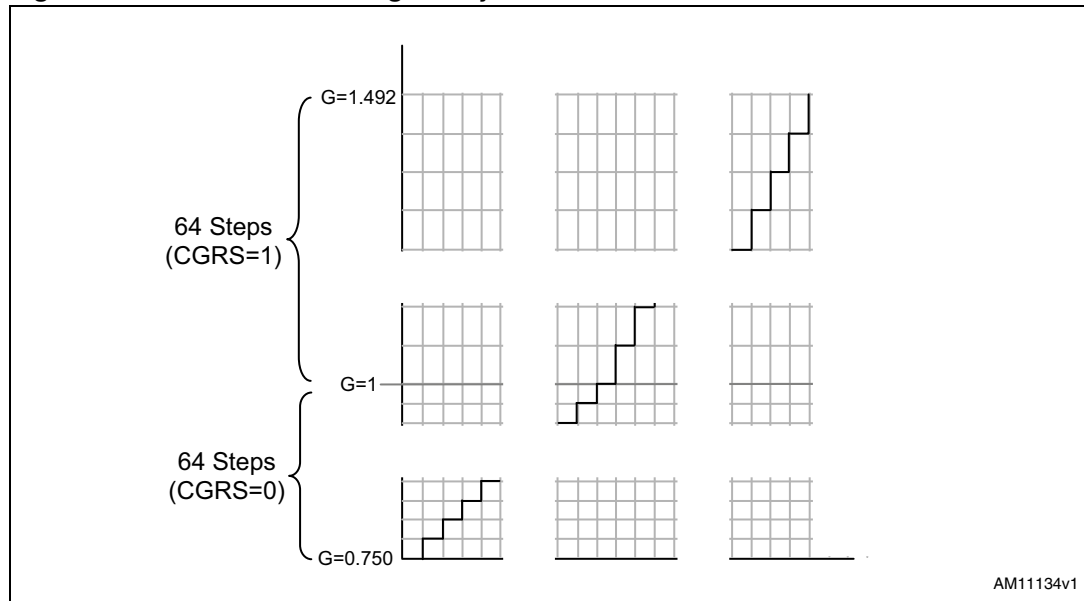 G=1.492
64 Steps
(CGRS=1)
G=1
64 Steps
(CGRS=0)
G=0.750
AM11134v1